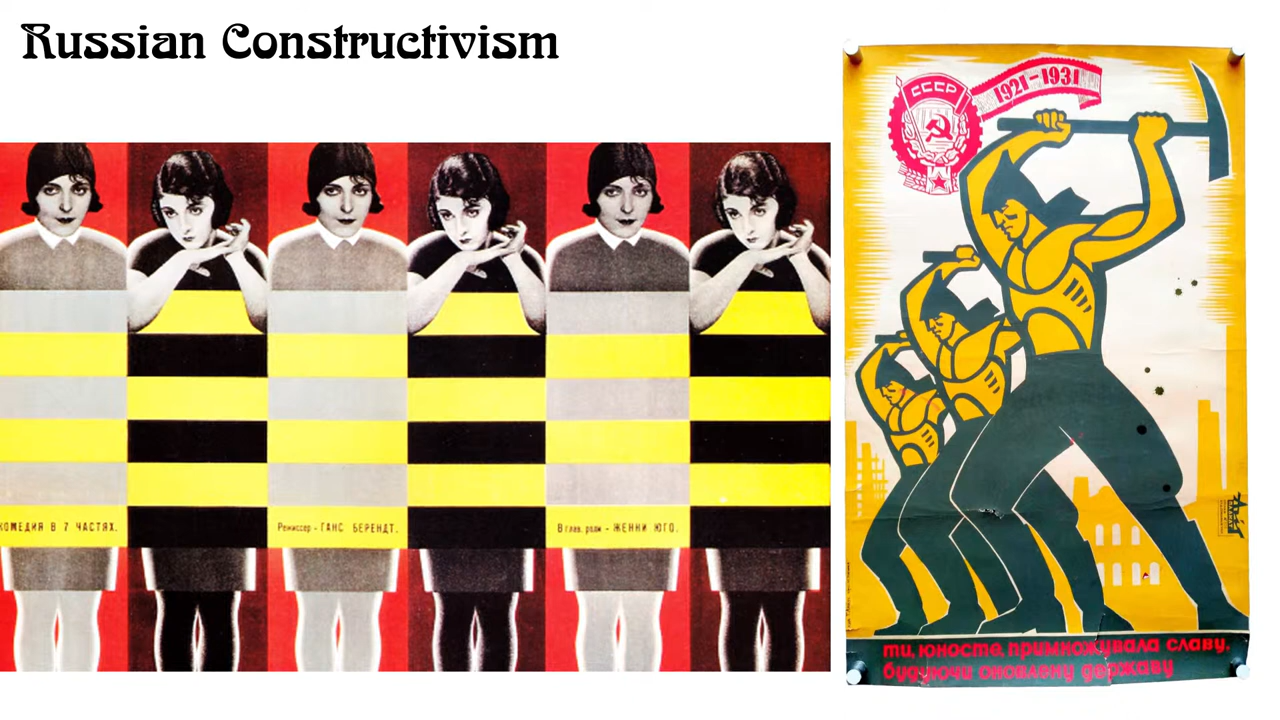 Russian Constructivism
СССР
1921-1931
КОМЕДИЯ В 7 ЧАСТЯХ.
Режиссер - ГАНС БЕРЕНДТ.
В глав. роли - ЖЕННИ ЮГО.
ти, юносте, примножувала славу,
будуючи оновлену державу